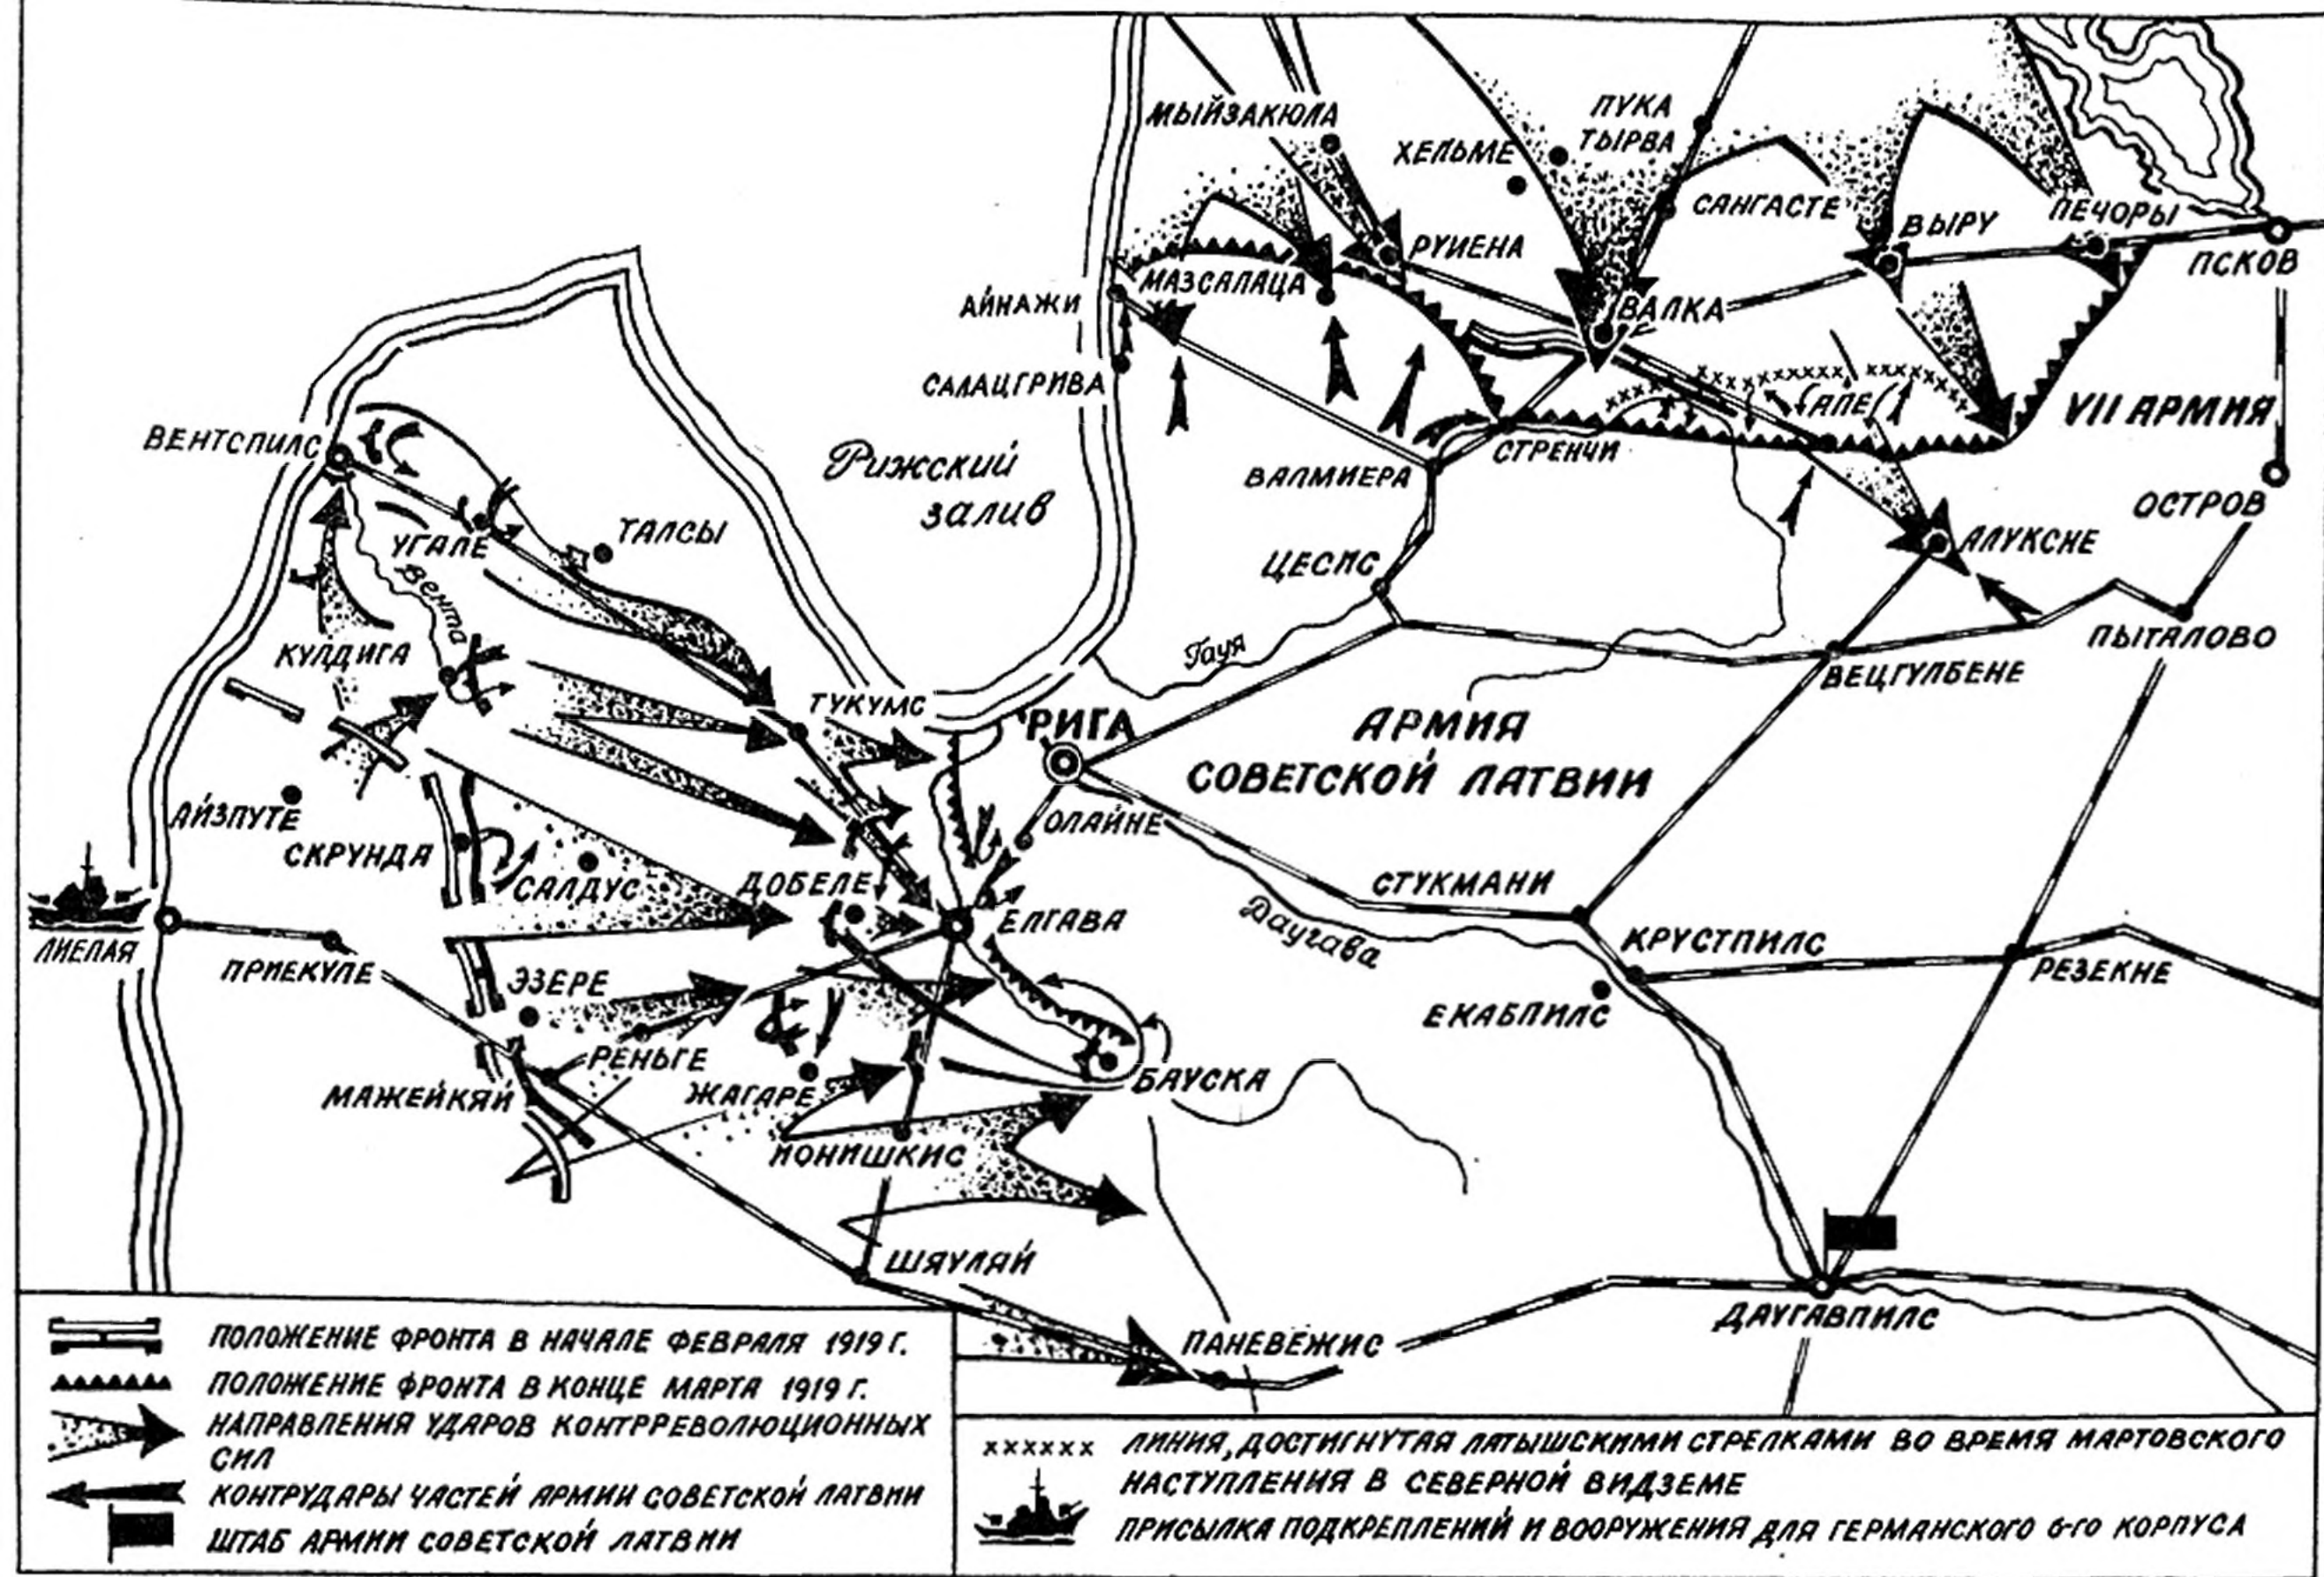 МЫЙЗАКЮЛА
ПУКА
ТЫРВА
ХЕЛЬМЕ
САНГАСТЕ
ВЫРУ
ПЕЧОРЫ
ПСКОВ
РУИЕНА
МАЗСАЛАЦА
АЙНАЖИ
ВАЛКА
САЛАЦГРИВА
АПЕ
VII АРМИЯ
ВЕНТСПИЛС
Рижский
залив
ВАЛМИЕРА
СТРЕНЧИ
ОСТРОВ
УГАЛЕ
ТАЛСЫ
АЛУКСНЕ
Вента
ЦЕСИС
КУЛДИГА
Гауя
ПЫТАЛОВО
ВЕЦГУЛБЕНЕ
ТУКУМС
РИГА
АРМИЯ
СОВЕТСКОЙ ЛАТВИИ
АЙЗПУТЕ
ОЛАЙНЕ
СКРУНДА
САЛДУС
ДОБЕЛЕ
СТУКМАНИ
ЕЛГАВА
Даугава
КРУСТПИЛС
ЛИЕПАЯ
ПРИЕКУЛЕ
ЭЗЕРЕ
РЕЗЕКНЕ
ЕКАБПИЛС
РЕНЬГЕ
ЖАГАРЕ
БАУСКА
МАЖЕЙКЯЙ
ИОНИШКИС
ШЯУЛЯЙ
ДАУГАВПИЛС
ПАНЕВЕЖИС
ПОЛОЖЕНИЕ ФРОНТА В НАЧАЛЕ ФЕВРАЛЯ 1919 Г.
ПОЛОЖЕНИЕ ФРОНТА В КОНЦЕ МАРТА 1919 Г.
НАПРАВЛЕНИЯ УДАРОВ КОНТРРЕВОЛЮЦИОННЫХ
СИЛ
КОНТРУДАРЫ ЧАСТЕЙ АРМИИ СОВЕТСКОЙ ЛАТВИИ
ШТАБ АРМИИ СОВЕТСКОЙ ЛАТВИИ
ЛИНИЯ, ДОСТИГНУТАЯ ЛАТЫШСКИМИ СТРЕЛКАМИ ВО ВРЕМЯ МАРТОВСКОГО
НАСТУПЛЕНИЯ В СЕВЕРНОЙ ВИДЗЕМЕ
ПРИСЫЛКА ПОДКРЕПЛЕНИЙ И ВООРУЖЕНИЯ ДЛЯ ГЕРМАНСКОГО 6-ГО КОРПУСА